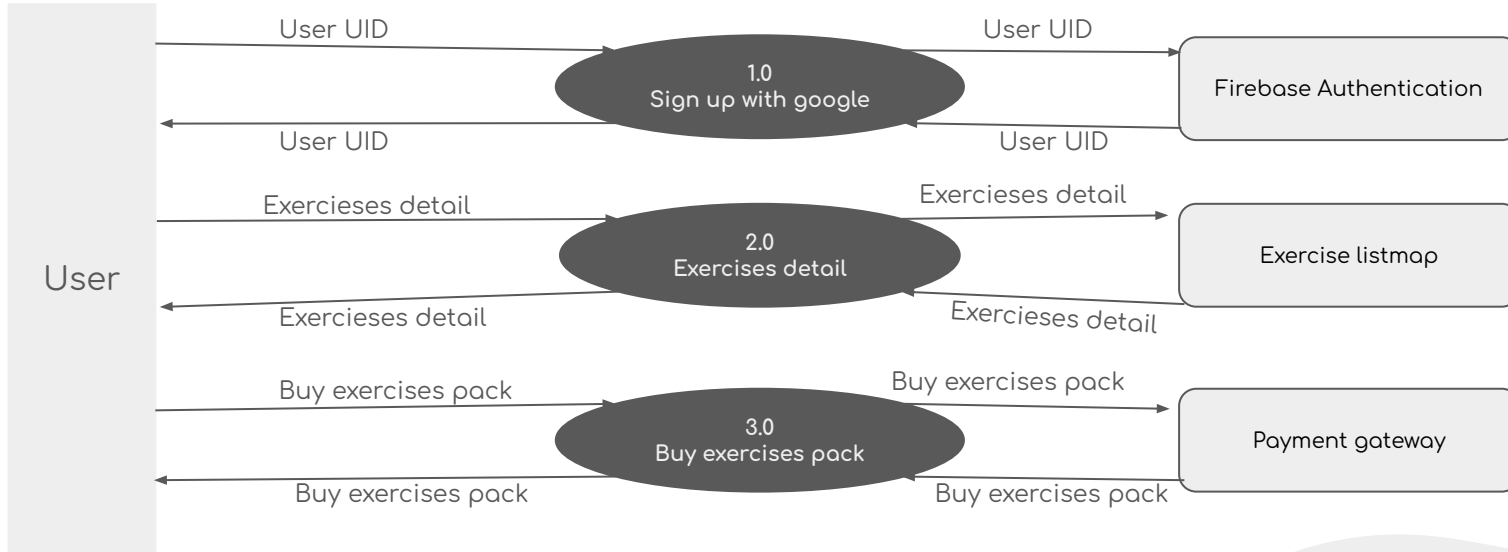 User UID
User UID
1.0
Sign up with google
Firebase Authentication
User UID
User UID
Exercieses detail
Exercieses detail
2.0
Exercises detail
Exercise listmap
User
Exercieses detail
Exercieses detail
Buy exercises pack
Buy exercises pack
3.0
Buy exercises pack
Payment gateway
Buy exercises pack
Buy exercises pack